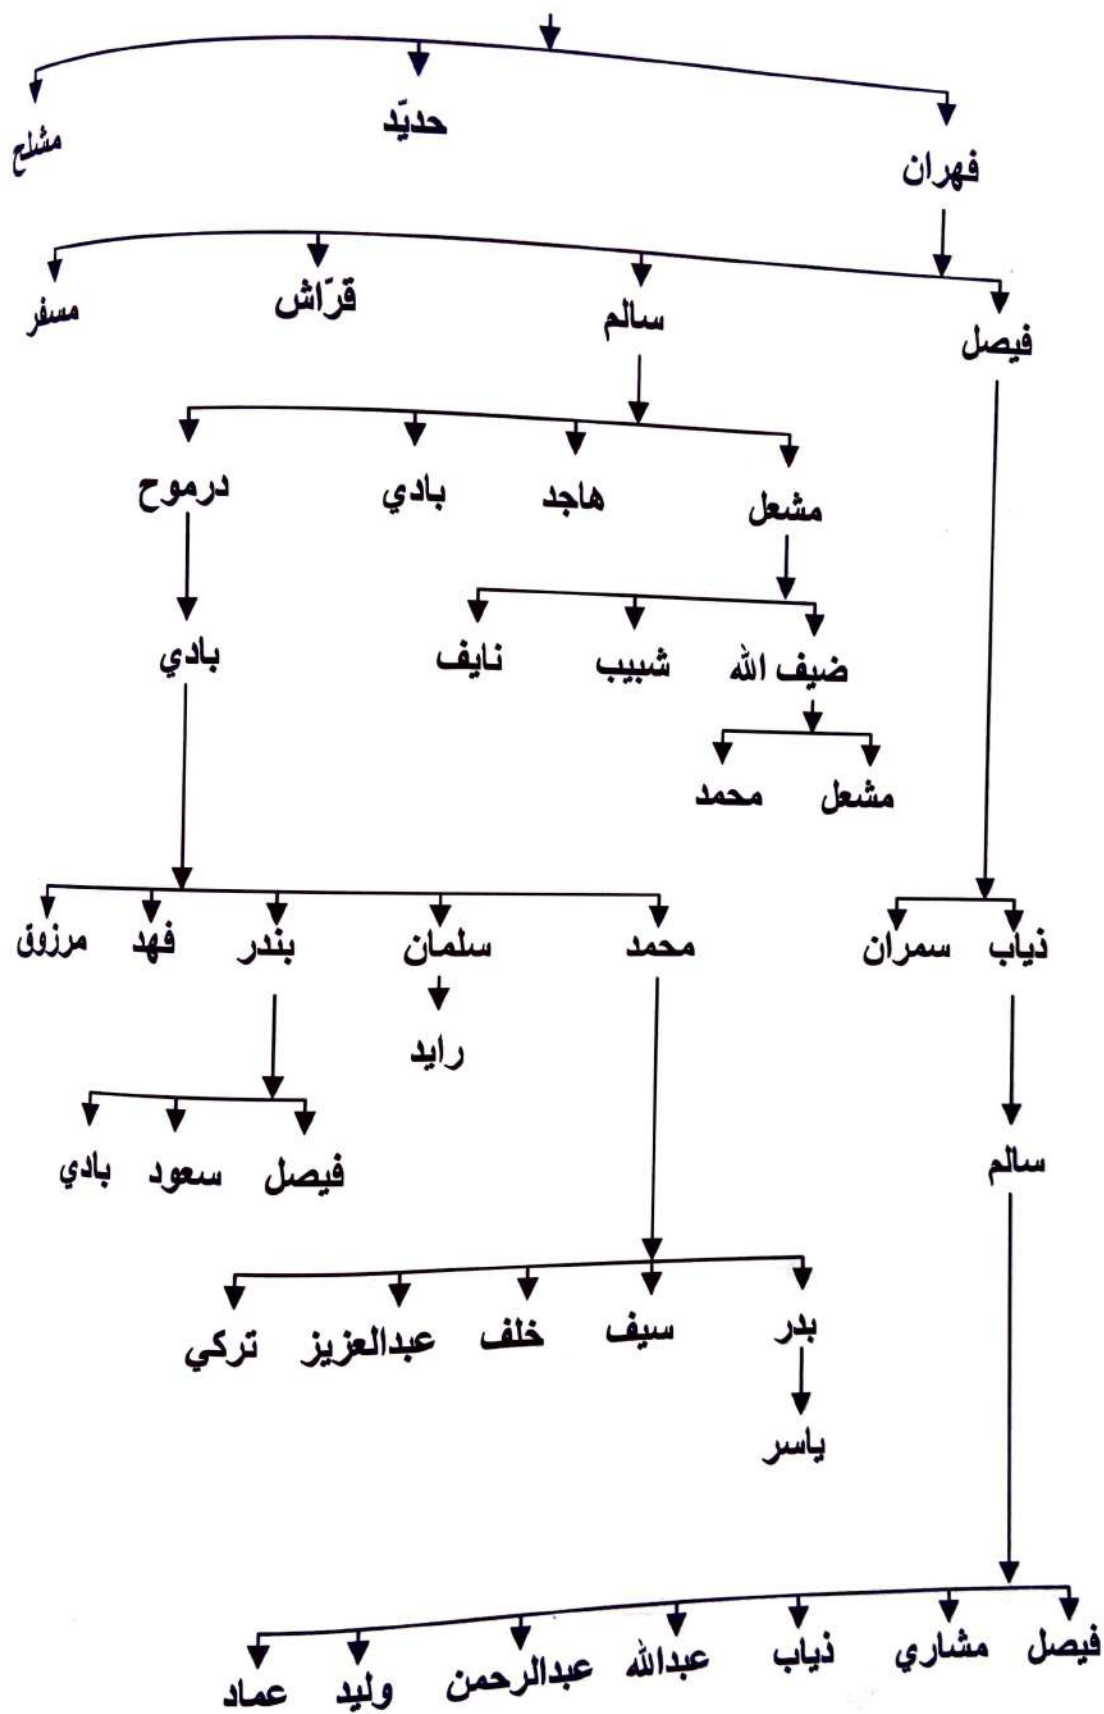 فهران حديّد مشلح
فيصل سالم قرّاش مسفر
مشعل هاجد بادي درموح
ضيف الله شبيب نايف بادي
مشعل محمد
ذياب سمران محمد سلمان بندر فهد مرزوق
رايد
سالم فيصل سعود بادي
بدر سيف خلف عبدالعزيز تركي
ياسر
فيصل مشاري ذياب عبدالله عبدالرحمن وليد عماد